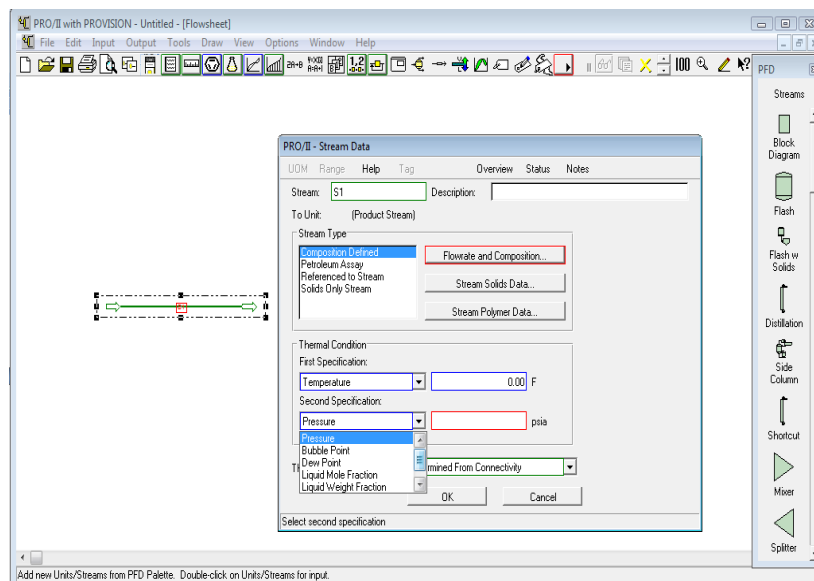 PRO/II with PROVISION - Untitled - [Flowsheet]
File Edit Input Output Tools Draw View Options Window Help
PFD
Streams
Block
Diagram
Flash
Flash w
Solids
Distillation
Side
Column
Shortcut
Mixer
Splitter
PRO/II - Stream Data
UOM Range Help Tag Overview Status Notes
Stream: S1 Description:
To Unit: (Product Stream)
Stream Type
Composition Defined
Petroleum Assay
Referenced to Stream
Solids Only Stream
Flowrate and Composition...
Stream Solids Data...
Stream Polymer Data...
Thermal Condition
First Specification:
Temperature 0.00 F
Second Specification:
Pressure psia
Pressure
Bubble Point
Dew Point
Liquid Mole Fraction
Liquid Weight Fraction
mined From Connectivity
OK Cancel
Select second specification
Add new Units/Streams from PFD Palette. Double-click on Units/Streams for input.